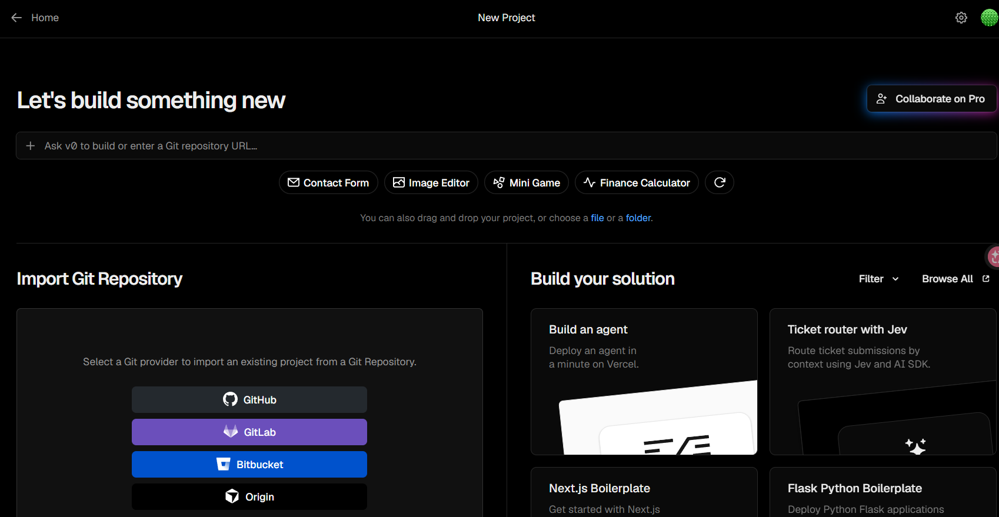 Home
New Project
Let's build something new
Collaborate on Pro
Ask v0 to build or enter a Git repository URL...
Contact Form
Image Editor
Mini Game
Finance Calculator
You can also drag and drop your project, or choose a file or a folder.
Import Git Repository
Select a Git provider to import an existing project from a Git Repository.
GitHub
GitLab
Bitbucket
Origin
Build your solution
Filter
Browse All
Build an agent
Deploy an agent in
a minute on Vercel.
Ticket router with Jev
Route ticket submissions by
context using Jev and AI SDK.
Next.js Boilerplate
Get started with Next.js
Flask Python Boilerplate
Deploy Python Flask applications